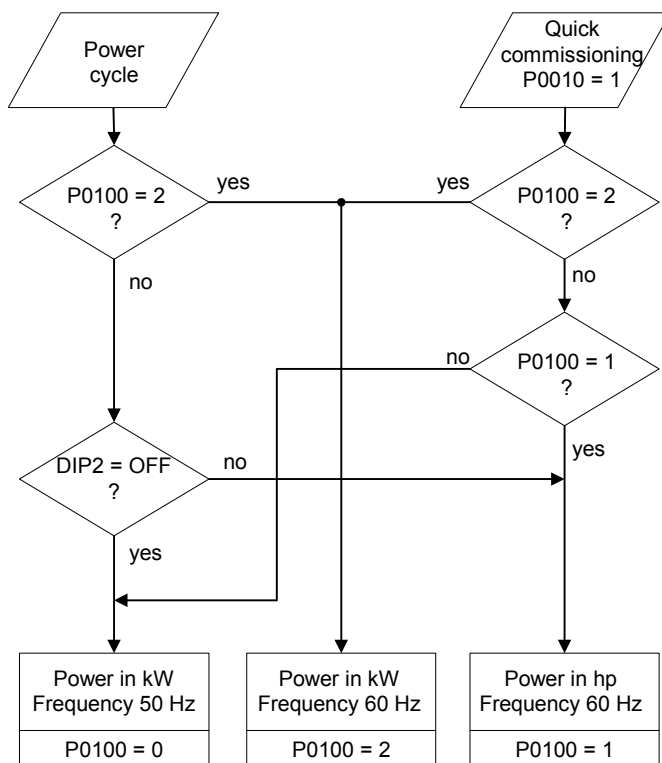 Power
cycle
Quick
commissioning
P0010 = 1
P0100 = 2
?
yes
yes
P0100 = 2
?
no
no
P0100 = 1
?
no
yes
DIP2 = OFF
?
no
yes
Power in kW
Frequency 50 Hz
P0100 = 0
Power in kW
Frequency 60 Hz
P0100 = 2
Power in hp
Frequency 60 Hz
P0100 = 1